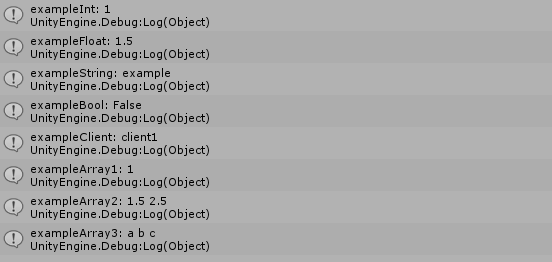 exampleInt: 1
UnityEngine.Debug:Log(Object)
exampleFloat: 1.5
UnityEngine.Debug:Log(Object)
exampleString: example
UnityEngine.Debug:Log(Object)
exampleBool: False
UnityEngine.Debug:Log(Object)
exampleClient: client1
UnityEngine.Debug:Log(Object)
exampleArray1: 1
UnityEngine.Debug:Log(Object)
exampleArray2: 1.5 2.5
UnityEngine.Debug:Log(Object)
exampleArray3: a b c
UnityEngine.Debug:Log(Object)